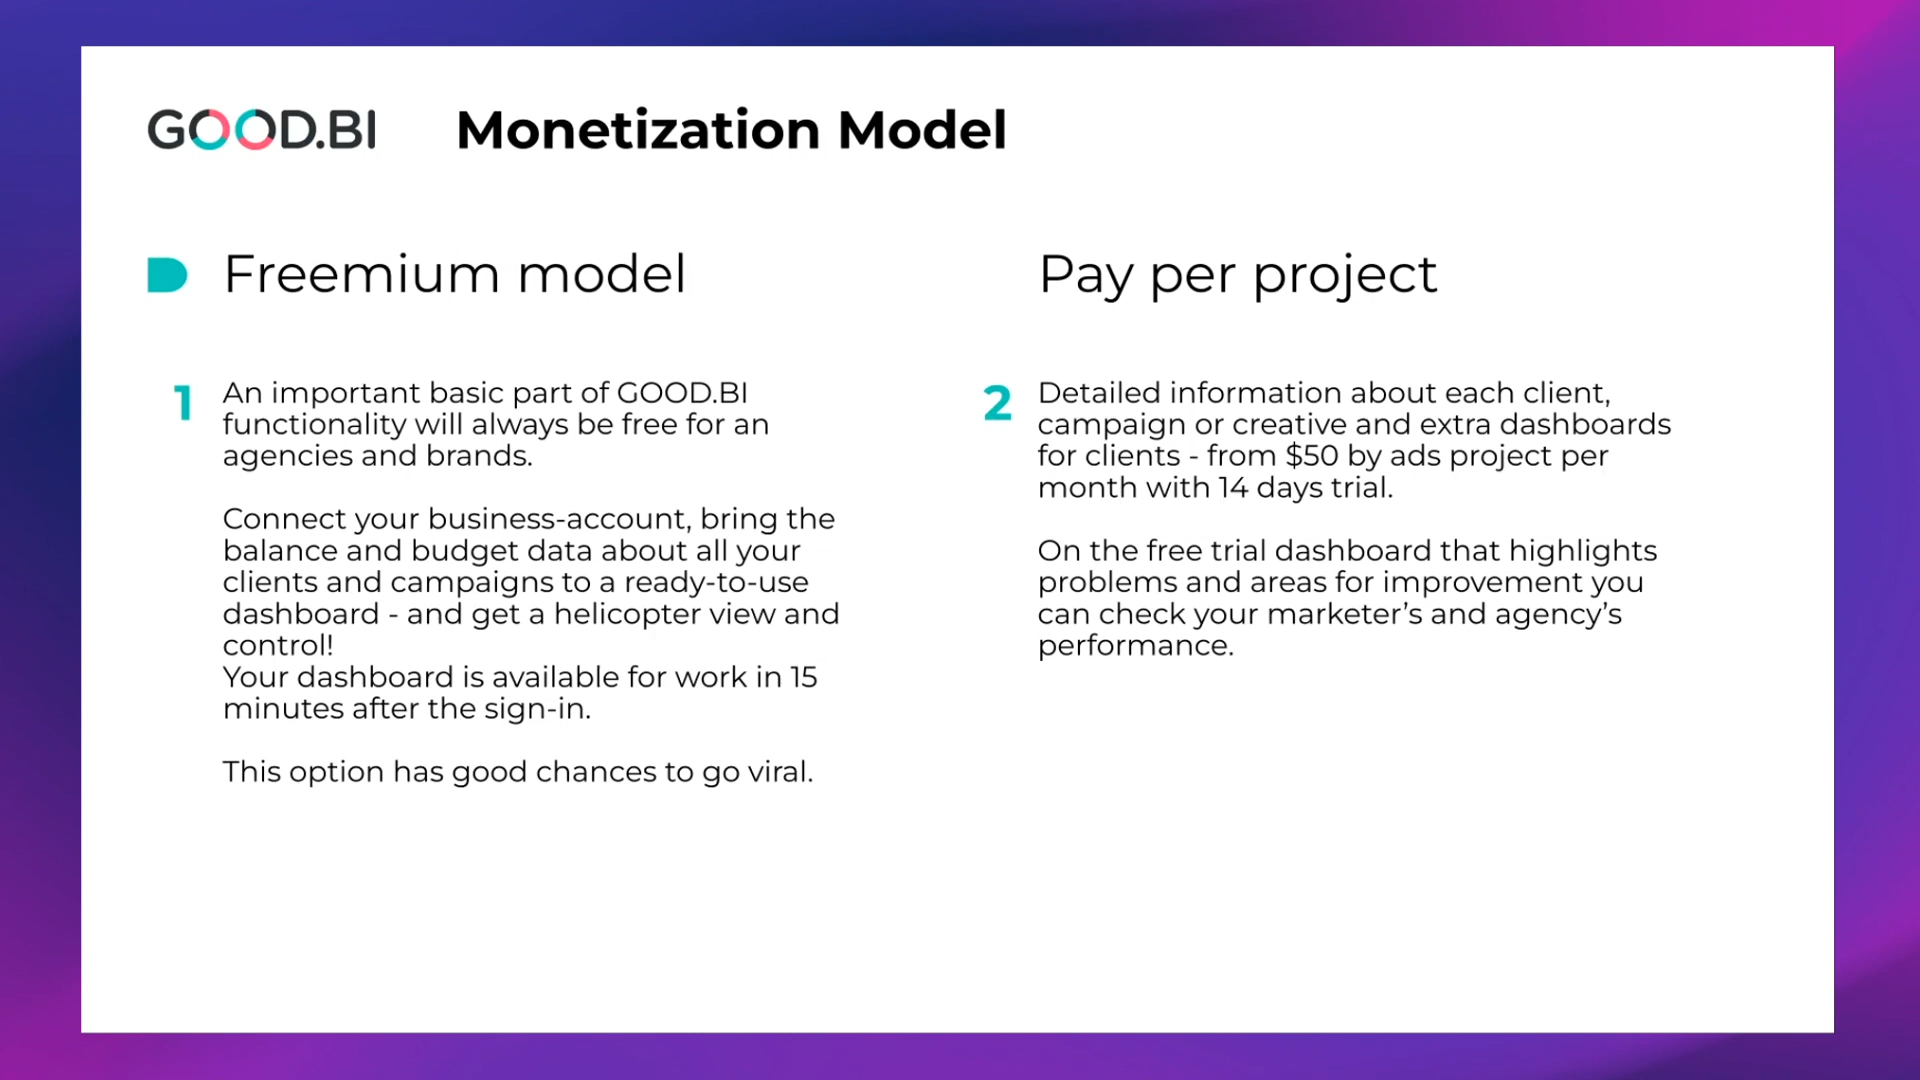 GOOD.BI
Monetization Model
Freemium model
1
An important basic part of GOOD.BI
functionality will always be free for an
agencies and brands.
Connect your business-account, bring the
balance and budget data about all your
clients and campaigns to a ready-to-use
dashboard - and get a helicopter view and
control!
Your dashboard is available for work in 15
minutes after the sign-in.
This option has good chances to go viral.
Pay per project
2
Detailed information about each client,
campaign or creative and extra dashboards
for clients - from $50 by ads project per
month with 14 days trial.
On the free trial dashboard that highlights
problems and areas for improvement you
can check your marketer’s and agency’s
performance.